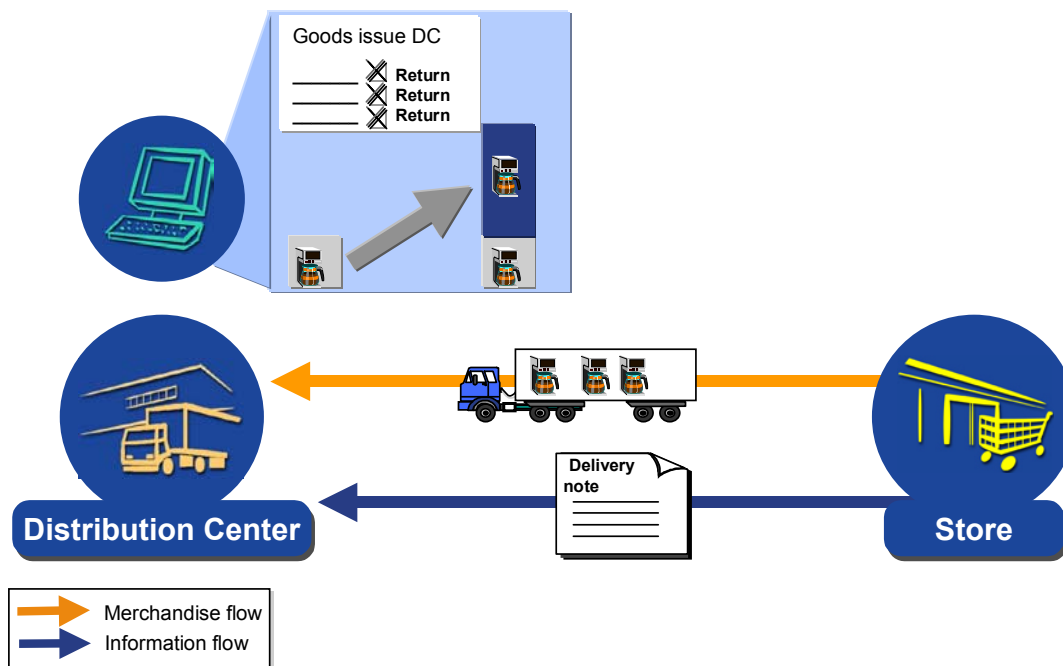 Goods issue DC
Return
Return
Return
Delivery
note
Distribution Center
Store
Merchandise flow
Information flow